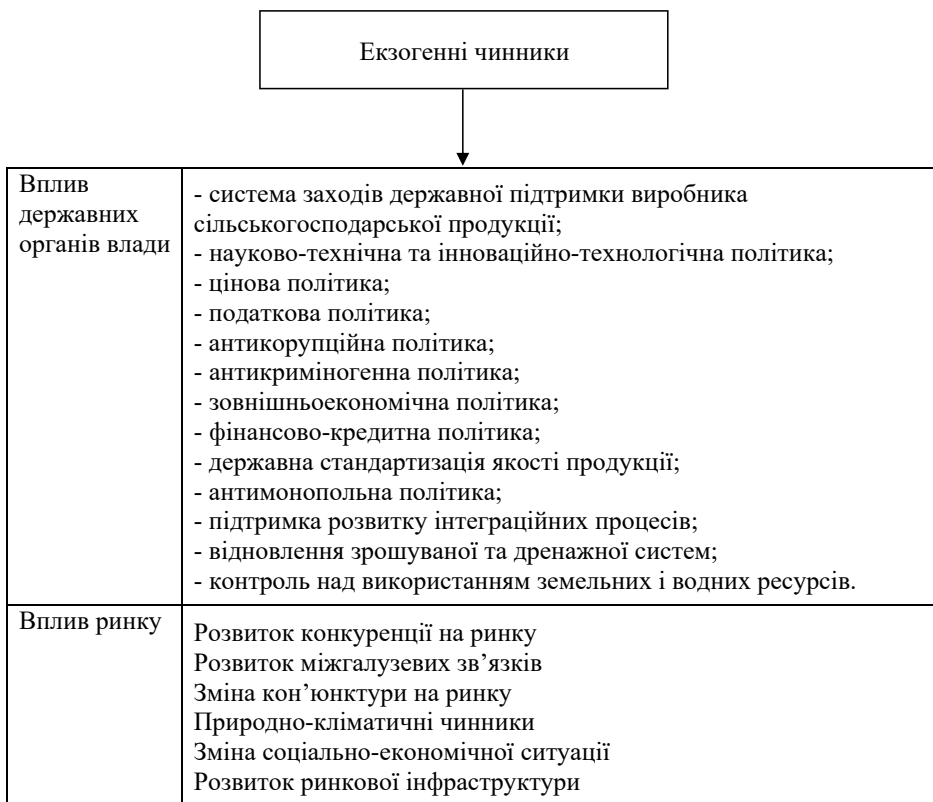 Екзогенні чинники
Вплив
державних
органів влади
- система заходів державної підтримки виробника
сільськогосподарської продукції;
- науково-технічна та інноваційно-технологічна політика;
- цінова політика;
- податкова політика;
- антикорупційна політика;
- антикриміногенна політика;
- зовнішньоекономічна політика;
- фінансово-кредитна політика;
- державна стандартизація якості продукції;
- антимонопольна політика;
- підтримка розвитку інтеграційних процесів;
- відновлення зрошуваної та дренажної систем;
- контроль над використанням земельних і водних ресурсів.
Вплив ринку
Розвиток конкуренції на ринку
Розвиток міжгалузевих зв’язків
Зміна кон’юнктури на ринку
Природно-кліматичні чинники
Зміна соціально-економічної ситуації
Розвиток ринкової інфраструктури